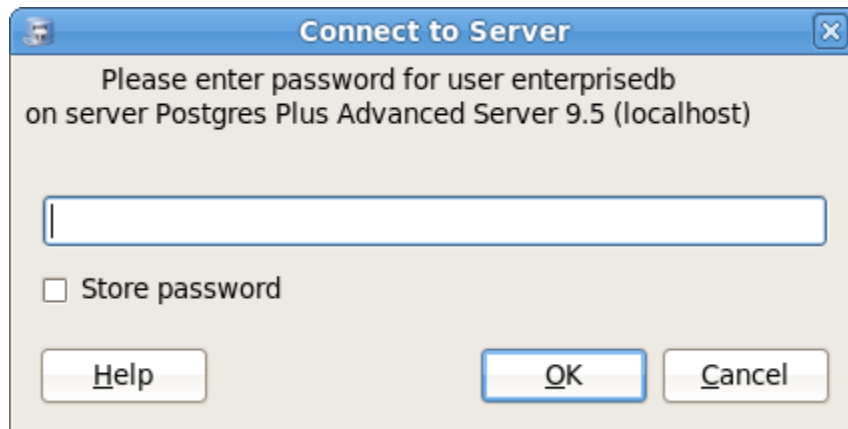 Connect to Server
Please enter password for user enterprisedb
on server Postgres Plus Advanced Server 9.5 (localhost)
Store password
Help
OK
Cancel